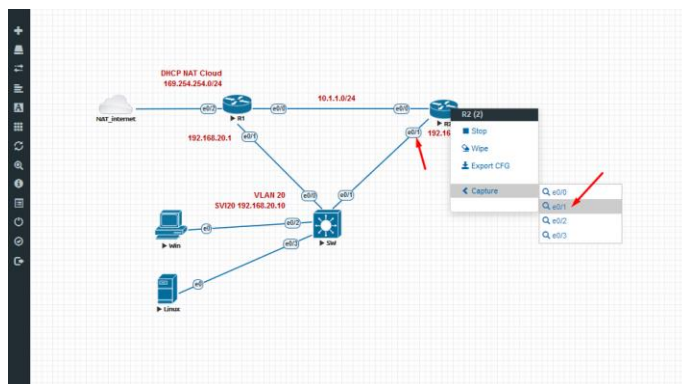 DHCP NAT Cloud
169.254.254.0/24
10.1.1.0/24
e0/2
e0/0
e0/0
NAT_internet
R1
R2 (2)
Stop
Wipe
Export CFG
Capture
e0/0
e0/1
e0/2
e0/3
192.168.20.1
e0/1
e0/1
192.16
VLAN 20
SVI20 192.168.20.10
e0/0
e0/1
e0
e0/2
Win
e0/3
SW
e0
Linux